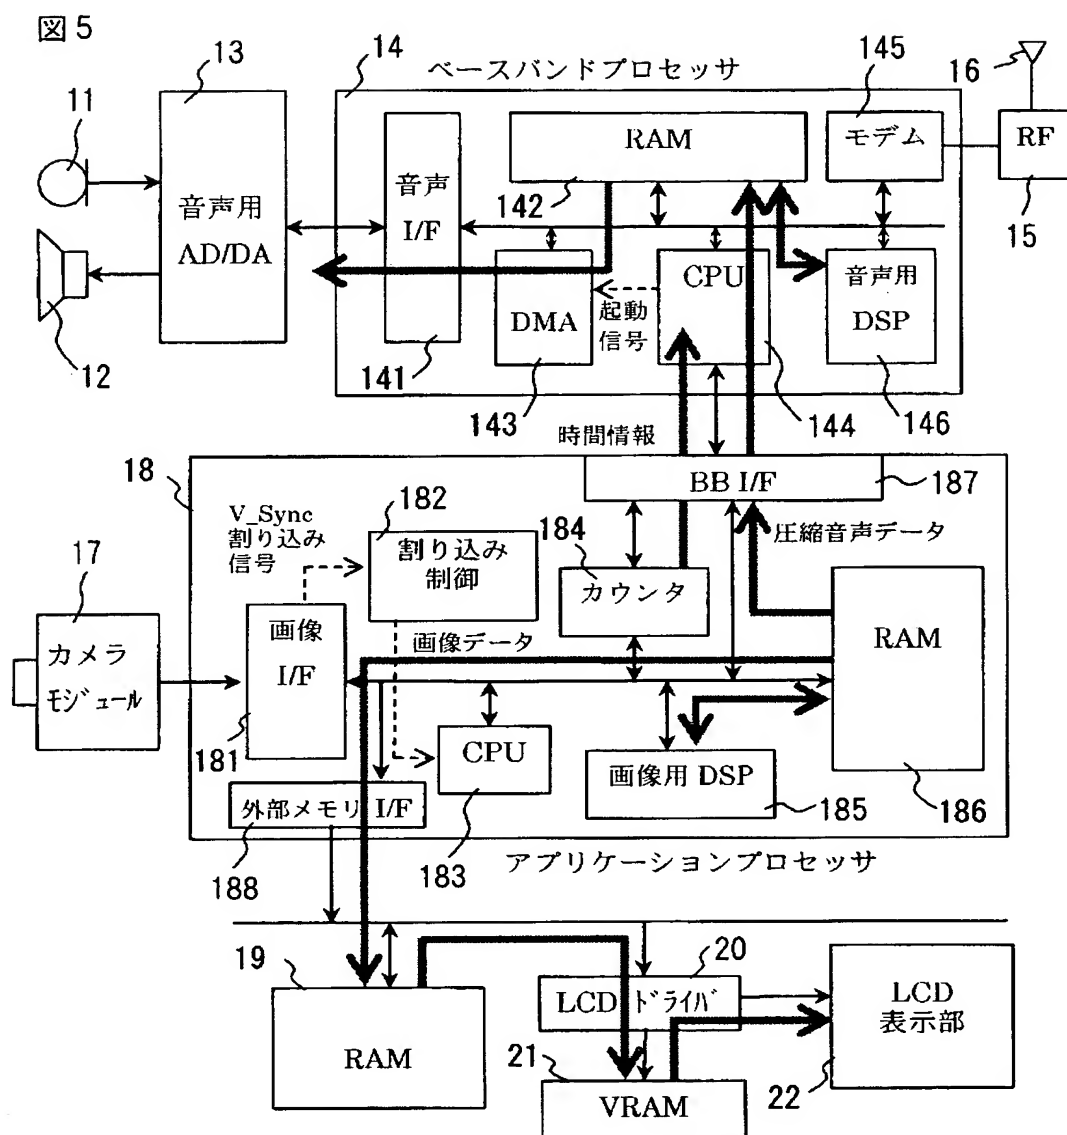 図5
13
14
ベースバンドプロセッサ
145
16
11
音声用
AD/DA
音声
I/F
RAM
142
モデム
RF
15
12
141
DMA
143
起動
信号
CPU
144
音声用
DSP
146
時間情報
18
BB I/F
187
V_Sync
割り込み
信号
182
割り込み
制御
184
カウンタ
圧縮音声データ
17
カメラ
モジュール
画像
I/F
181
画像データ
RAM
186
CPU
183
画像用 DSP
185
外部メモリ I/F
188
アプリケーションプロセッサ
19
RAM
20
LCD ドライバ
21
VRAM
LCD
表示部
22